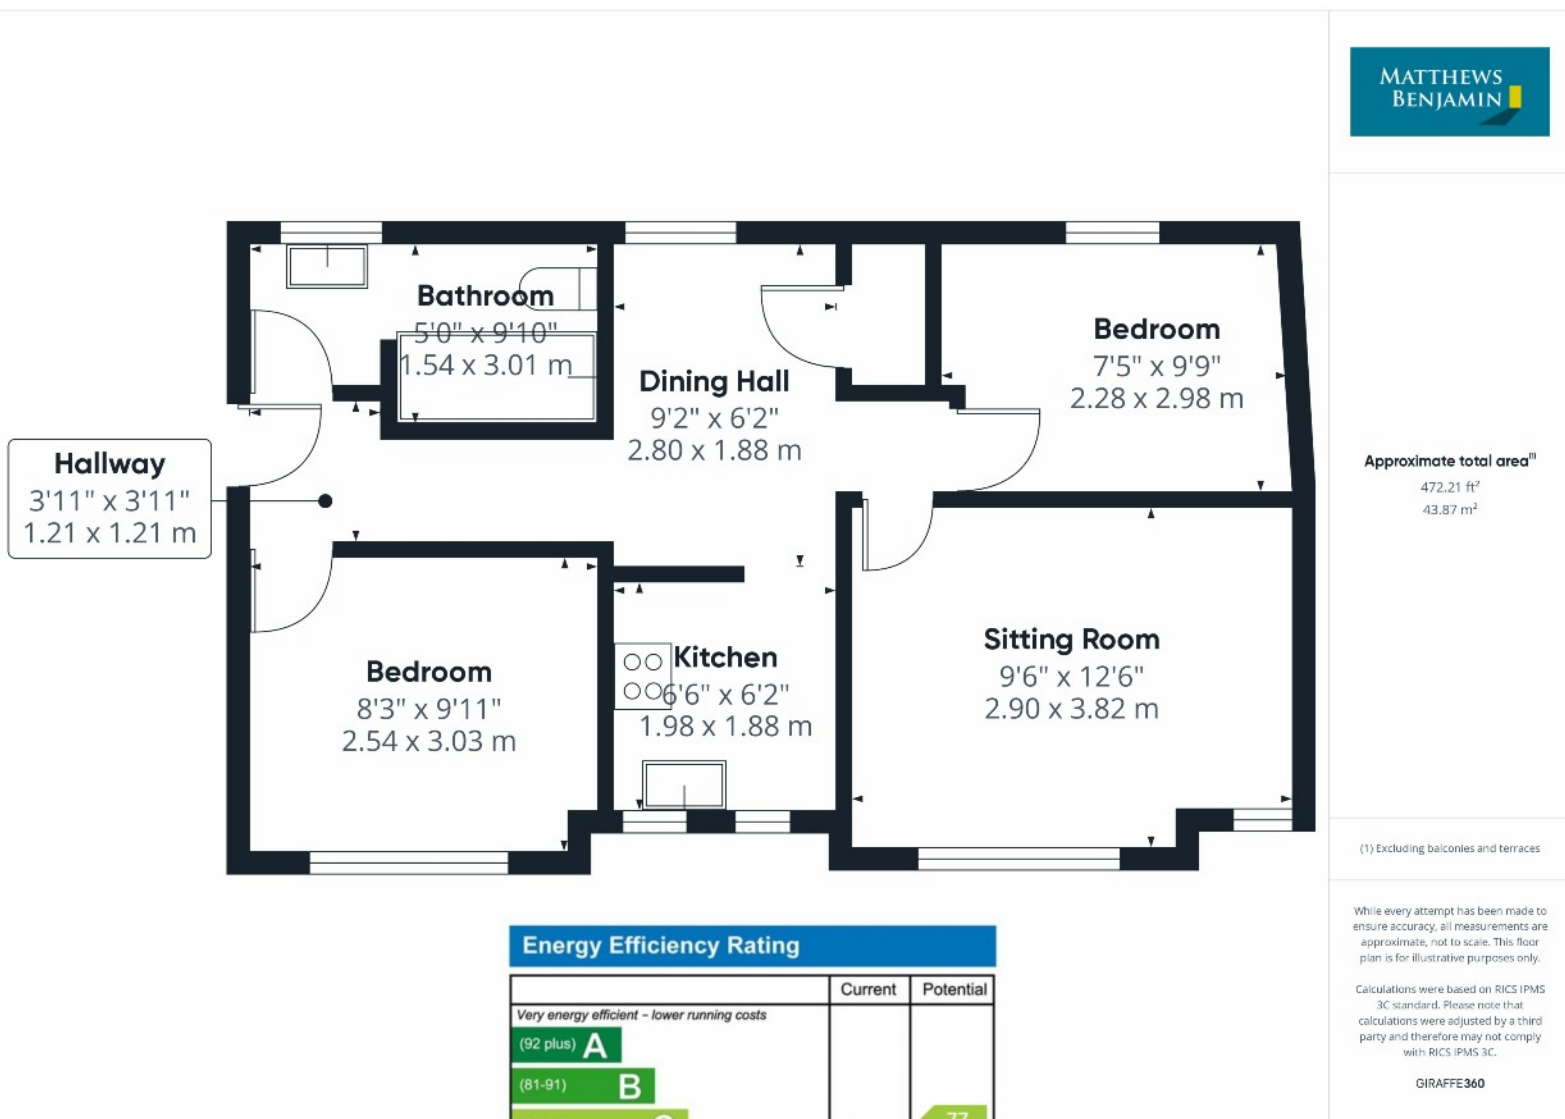 MATTHEWS
BENJAMIN
Bathroom
5'0" x 9'10"
1.54 x 3.01 m
Dining Hall
9'2" x 6'2"
2.80 x 1.88 m
Bedroom
7'5" x 9'9"
2.28 x 2.98 m
Hallway
3'11" x 3'11"
1.21 x 1.21 m
Bedroom
8'3" x 9'11"
2.54 x 3.03 m
Kitchen
6'6" x 6'2"
1.98 x 1.88 m
Sitting Room
9'6" x 12'6"
2.90 x 3.82 m
Approximate total area⁽¹⁾
472.21 ft²
43.87 m²
(1) Excluding balconies and terraces
While every attempt has been made to
ensure accuracy, all measurements are
approximate, not to scale. This floor
plan is for illustrative purposes only.
Calculations were based on RICS IPMS
3C standard. Please note that
calculations were adjusted by a third
party and therefore may not comply
with RICS IPMS 3C.
GIRAFFE360
Energy Efficiency Rating
Current Potential
Very energy efficient – lower running costs
(92 plus) A
(81-91) B
77